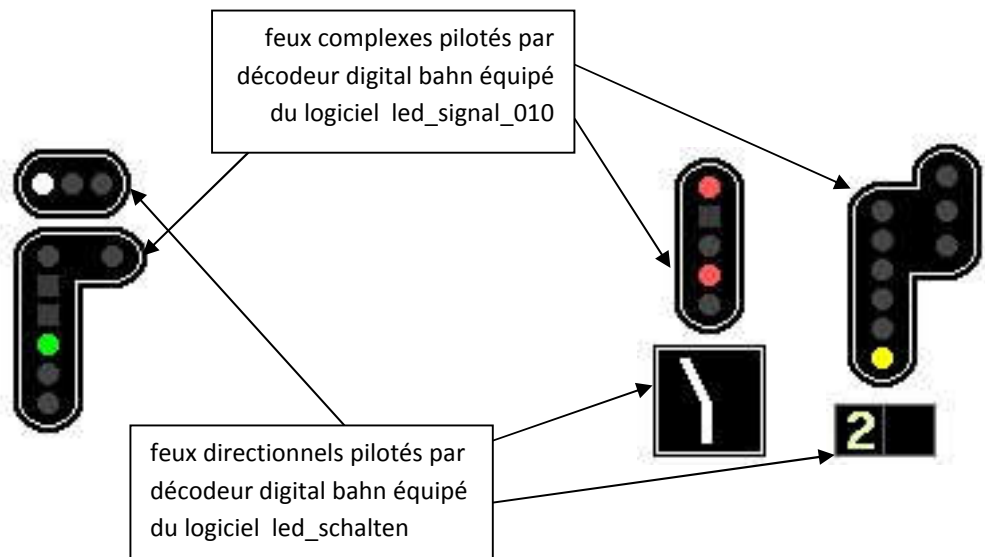 feux complexes pilotés par
décodeur digital bahn équipé
du logiciel led_signal_010
2
feux directionnels pilotés par
décodeur digital bahn équipé
du logiciel led_schalten